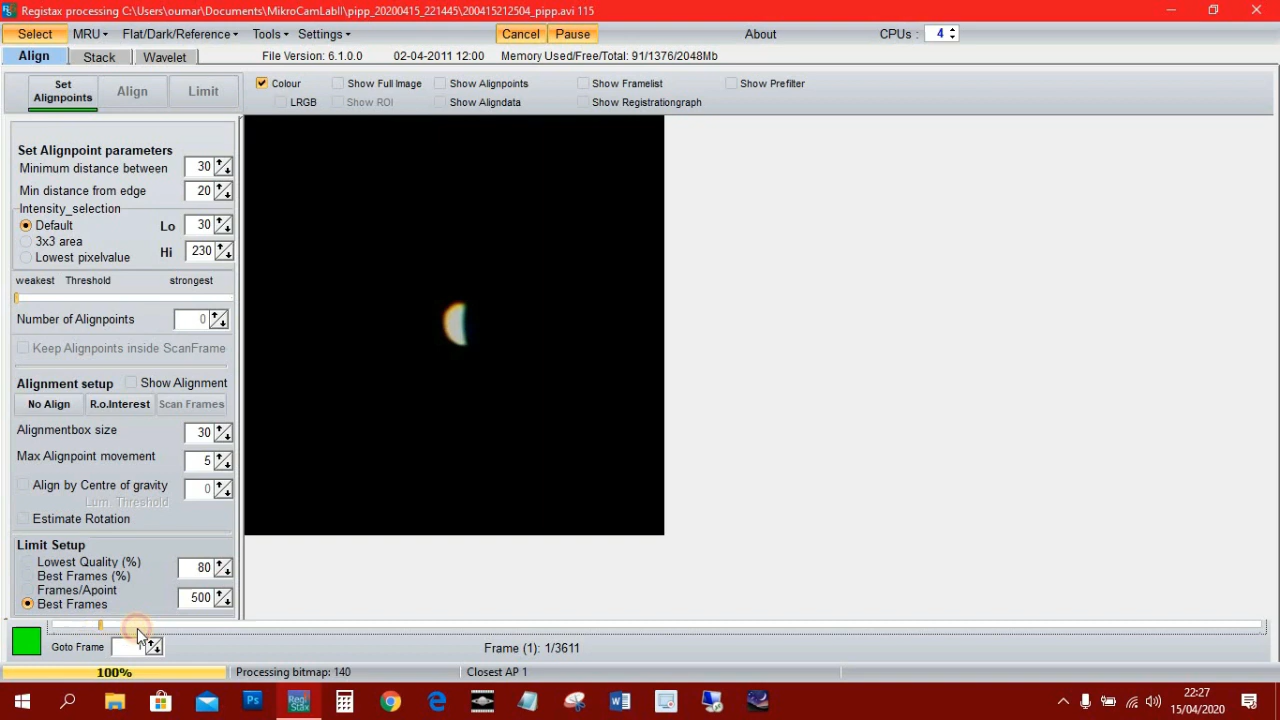 Registax processing C:\Users\oumar\Documents\MikroCamLabII\pipp_20200415_221445\200415212504_pipp.avi 115
Select MRU Flat/Dark/Reference Tools Settings Cancel Pause About CPUs : 4
Align Stack Wavelet File Version: 6.1.0.0 02-04-2011 12:00 Memory Used/Free/Total: 91/1376/2048Mb
Set Alignpoints Align Limit
Colour Show Full Image Show Alignpoints Show Framelist Show Prefilter
LRGB Show ROI Show Aligndata Show Registrationgraph
Set Alignpoint parameters
Minimum distance between 30
Min distance from edge 20
Intensity_selection
Default Lo 30
3x3 area
Lowest pixelvalue Hi 230
weakest Threshold strongest
Number of Alignpoints 0
Keep Alignpoints inside ScanFrame
Alignment setup Show Alignment
No Align R.o.Interest Scan Frames
Alignmentbox size 30
Max Alignpoint movement 5
Align by Centre of gravity 0
Lum. Threshold
Estimate Rotation
Limit Setup
Lowest Quality (%) 80
Best Frames (%)
Frames/Apoint
Best Frames 500
Goto Frame Frame (1): 1/3611
100% Processing bitmap: 140 Closest AP 1
Ps Regi Stax W
22:27
15/04/2020